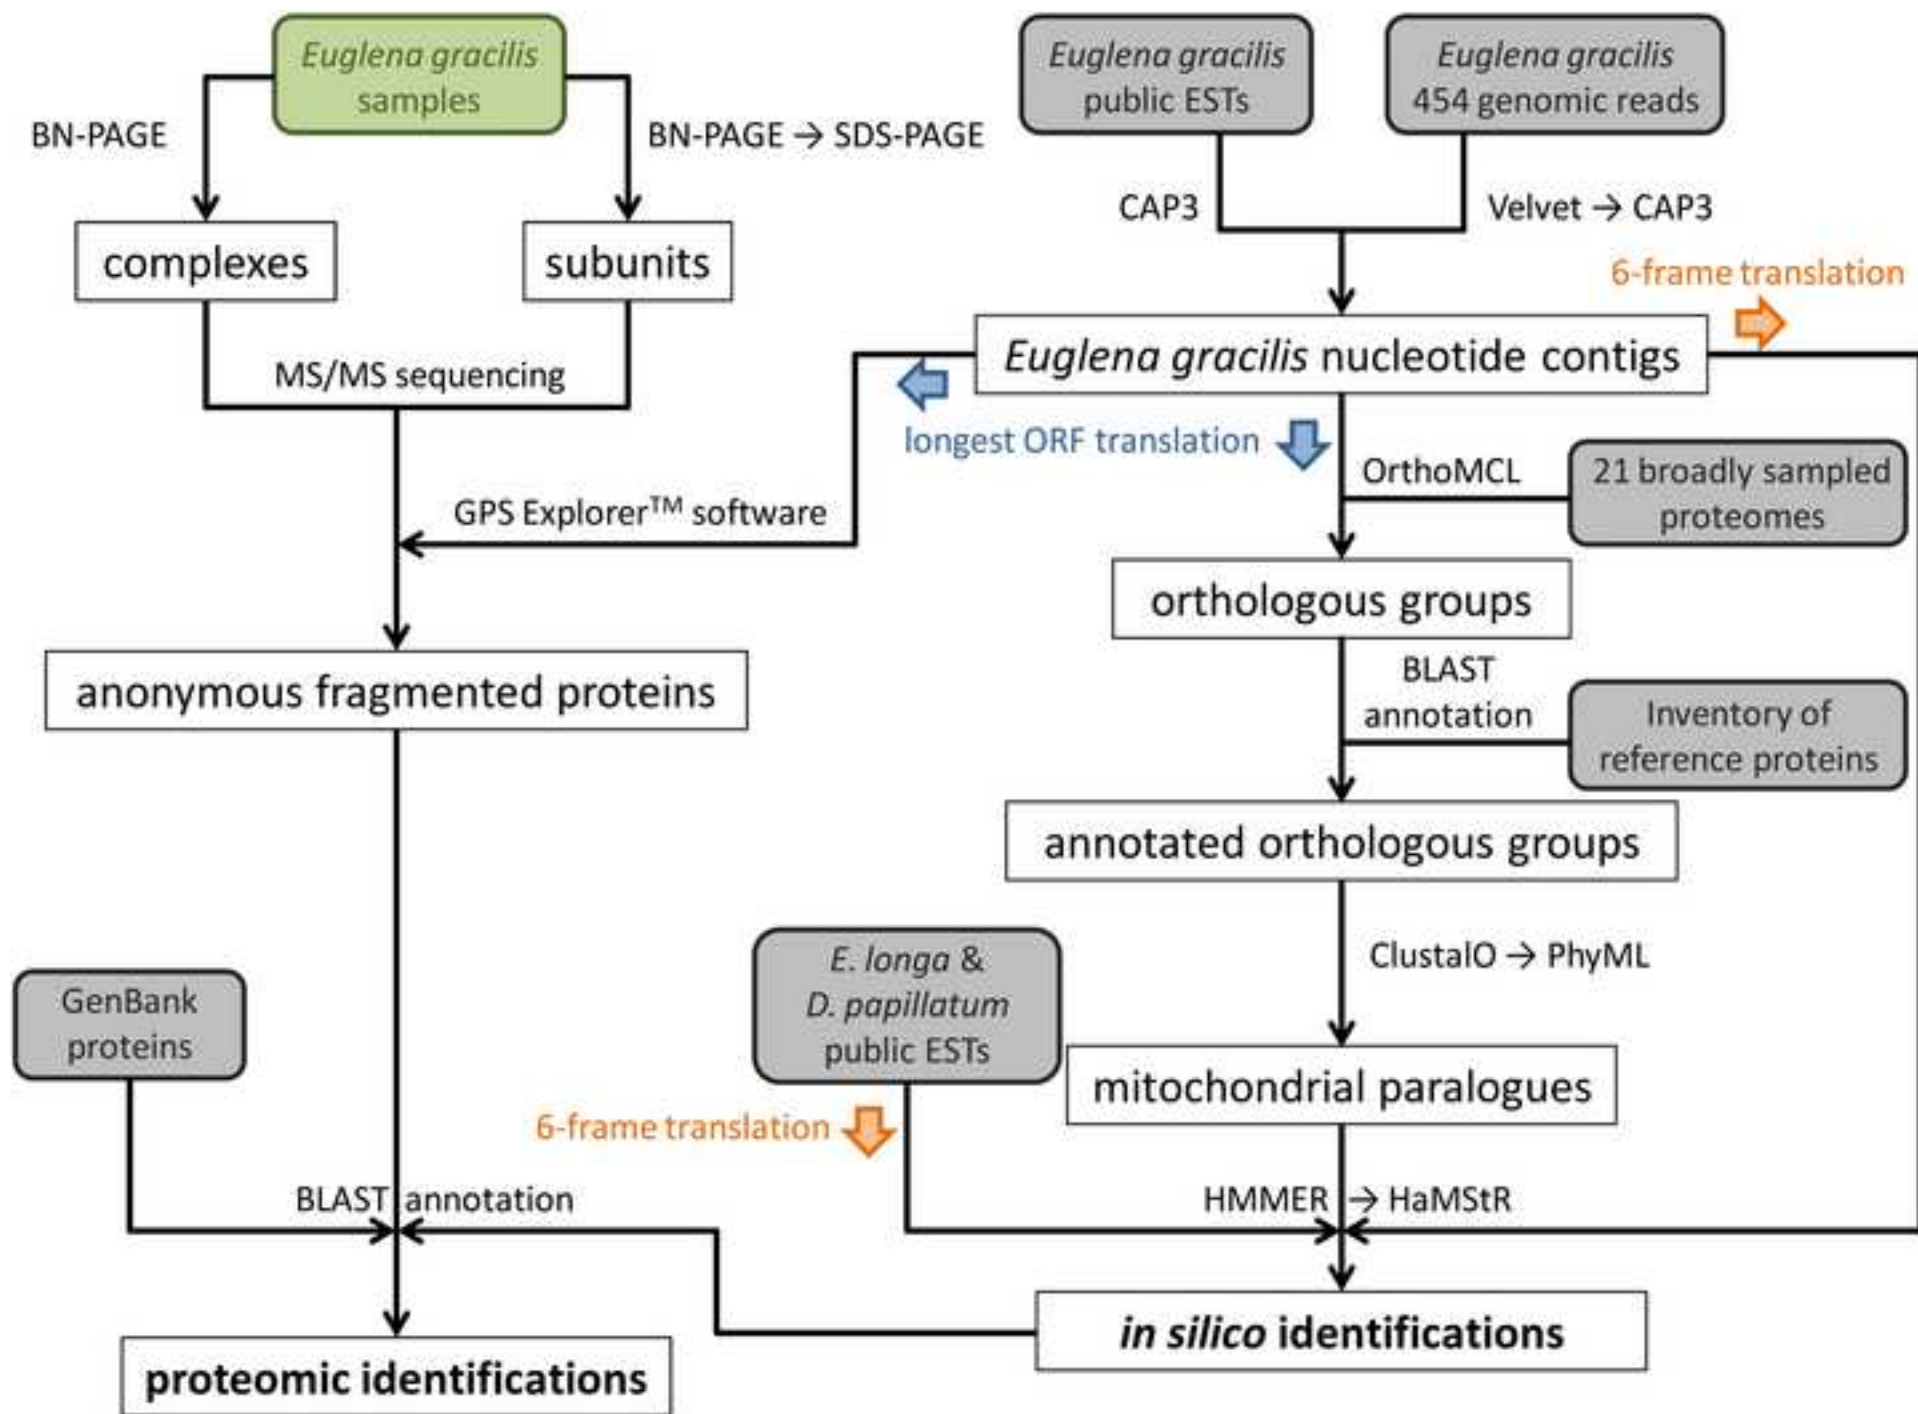 Euglena gracilis
samples
BN-PAGE
BN-PAGE → SDS-PAGE
complexes
subunits
MS/MS sequencing
Euglena gracilis
public ESTs
Euglena gracilis
454 genomic reads
CAP3
Velvet → CAP3
6-frame translation
Euglena gracilis nucleotide contigs
longest ORF translation
GPS Explorer™ software
OrthoMCL
21 broadly sampled
proteomes
orthologous groups
anonymous fragmented proteins
BLAST
annotation
Inventory of
reference proteins
annotated orthologous groups
ClustalO → PhyML
GenBank
proteins
E. longa &
D. papillatum
public ESTs
mitochondrial paralogues
6-frame translation
BLAST annotation
HMMER → HaMStR
in silico identifications
proteomic identifications